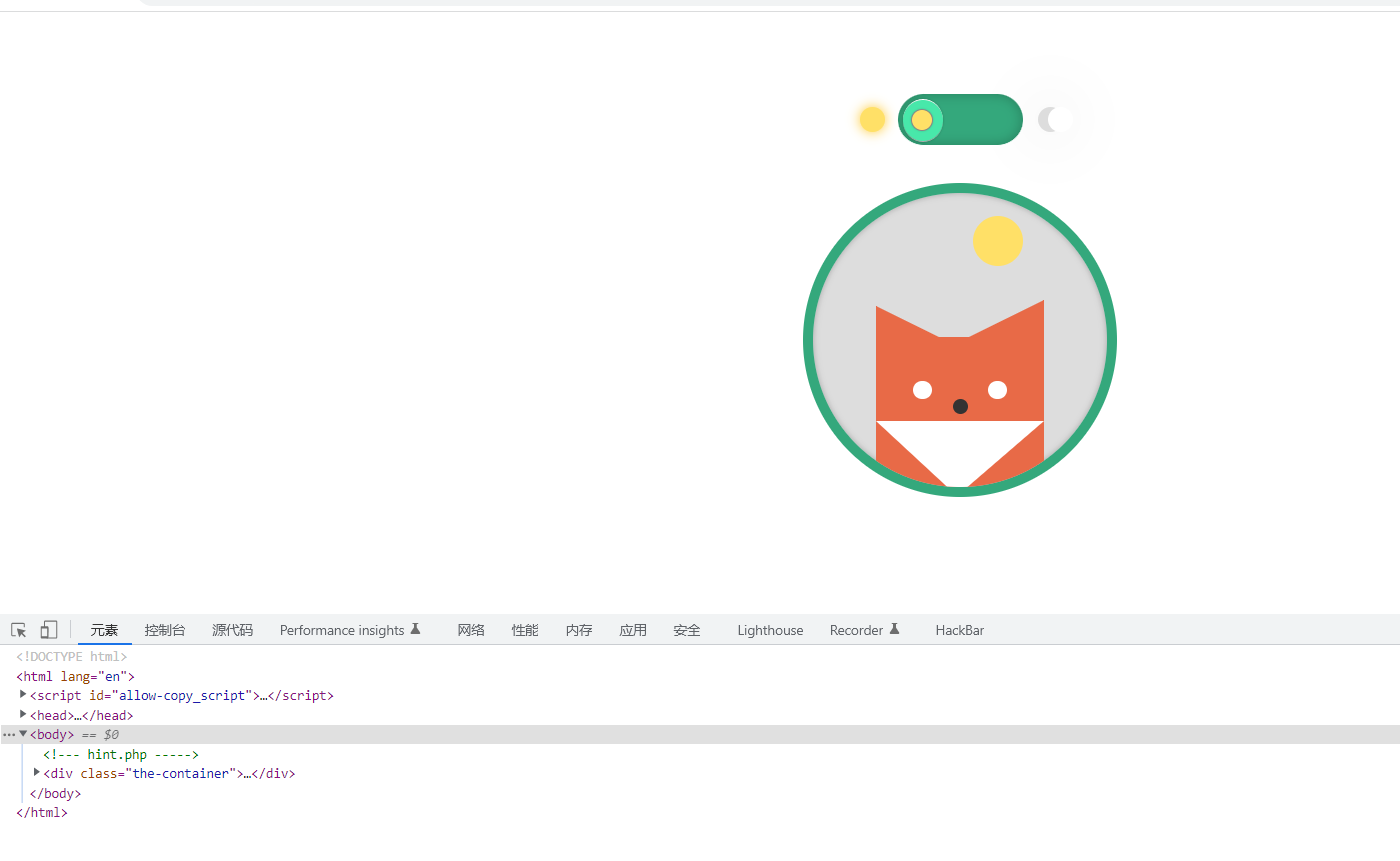 元素 控制台 源代码 Performance insights 网络 性能 内存 应用 安全 Lighthouse Recorder HackBar
<!DOCTYPE html>
<html lang="en">
<script id="allow-copy_script">…</script>
<head>…</head>
<body> == $0
<!--- hint.php ----->
<div class="the-container">…</div>
</body>
</html>